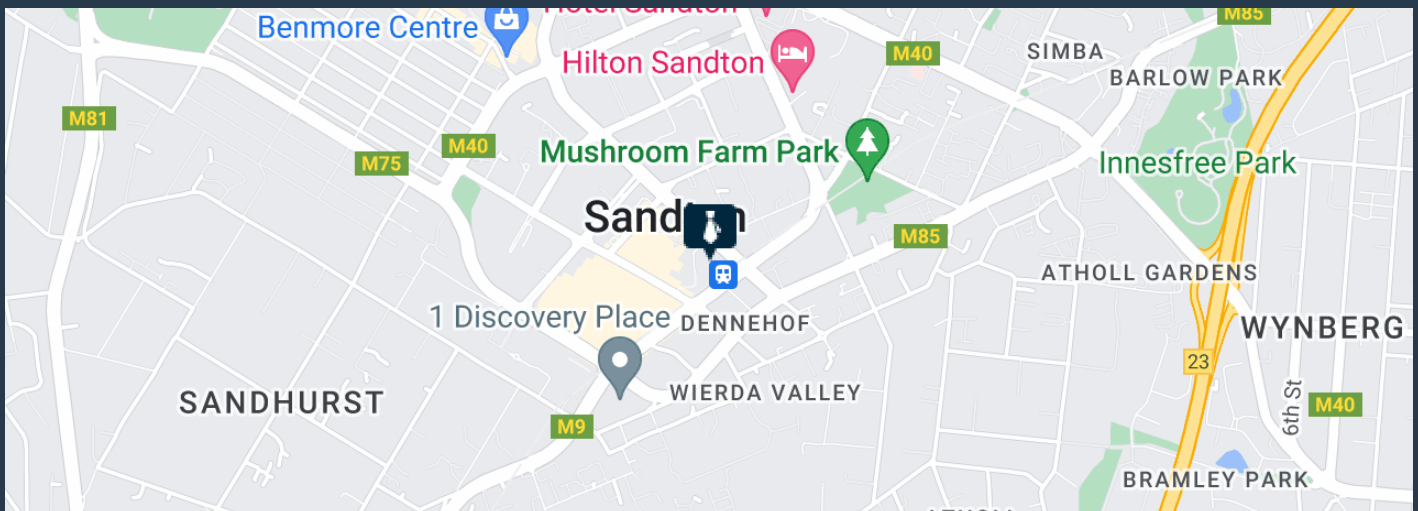 Hotel Sandton
M85
Benmore Centre
M40
SIMBA
Hilton Sandton
BARLOW PARK
M81
M40
Mushroom Farm Park
M75
Innesfree Park
Sandton
M85
ATHOLL GARDENS
1 Discovery Place
DENNEHOF
WYNBERG
23
SANDHURST
WIERDA VALLEY
6th St
M40
M9
BRAMLEY PARK